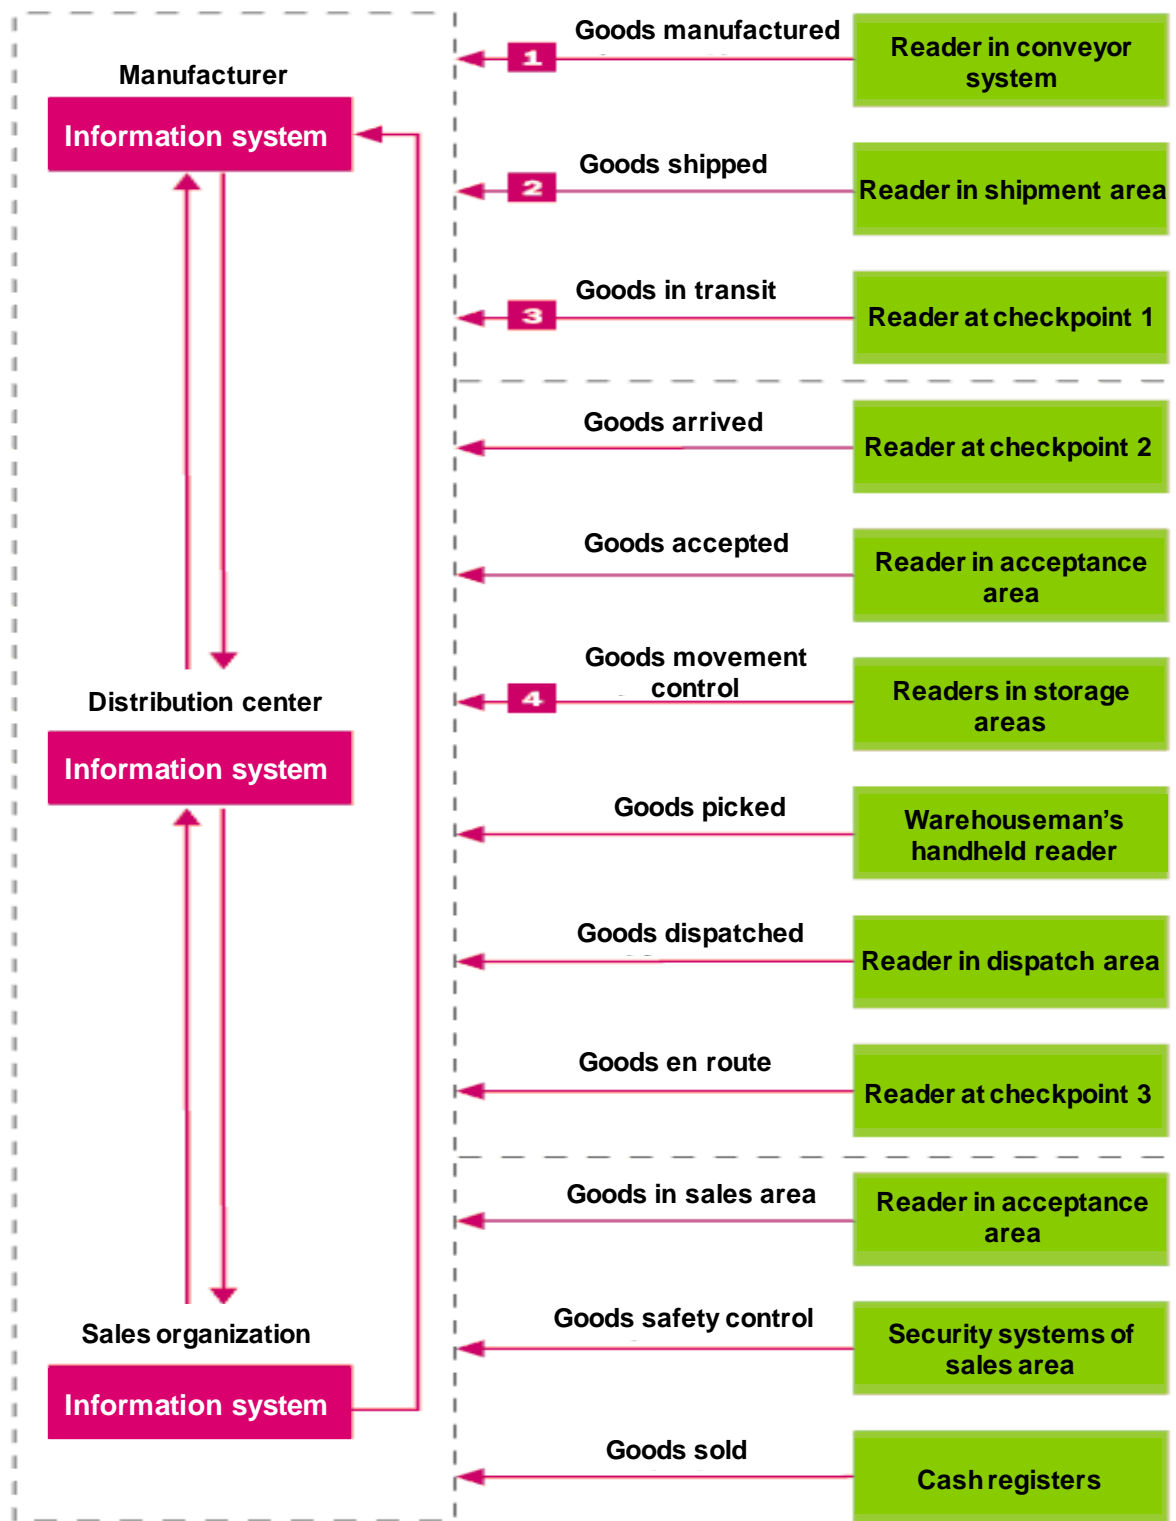 Manufacturer
Information system
Distribution center
Information system
Sales organization
Information system
Goods manufactured
1
Reader in conveyor
system
Goods shipped
2
Reader in shipment area
Goods in transit
3
Reader at checkpoint 1
Goods arrived
Reader at checkpoint 2
Goods accepted
Reader in acceptance
area
Goods movement
control
4
Readers in storage
areas
Goods picked
Warehouseman’s
handheld reader
Goods dispatched
Reader in dispatch area
Goods en route
Reader at checkpoint 3
Goods in sales area
Reader in acceptance
area
Goods safety control
Security systems of
sales area
Goods sold
Cash registers